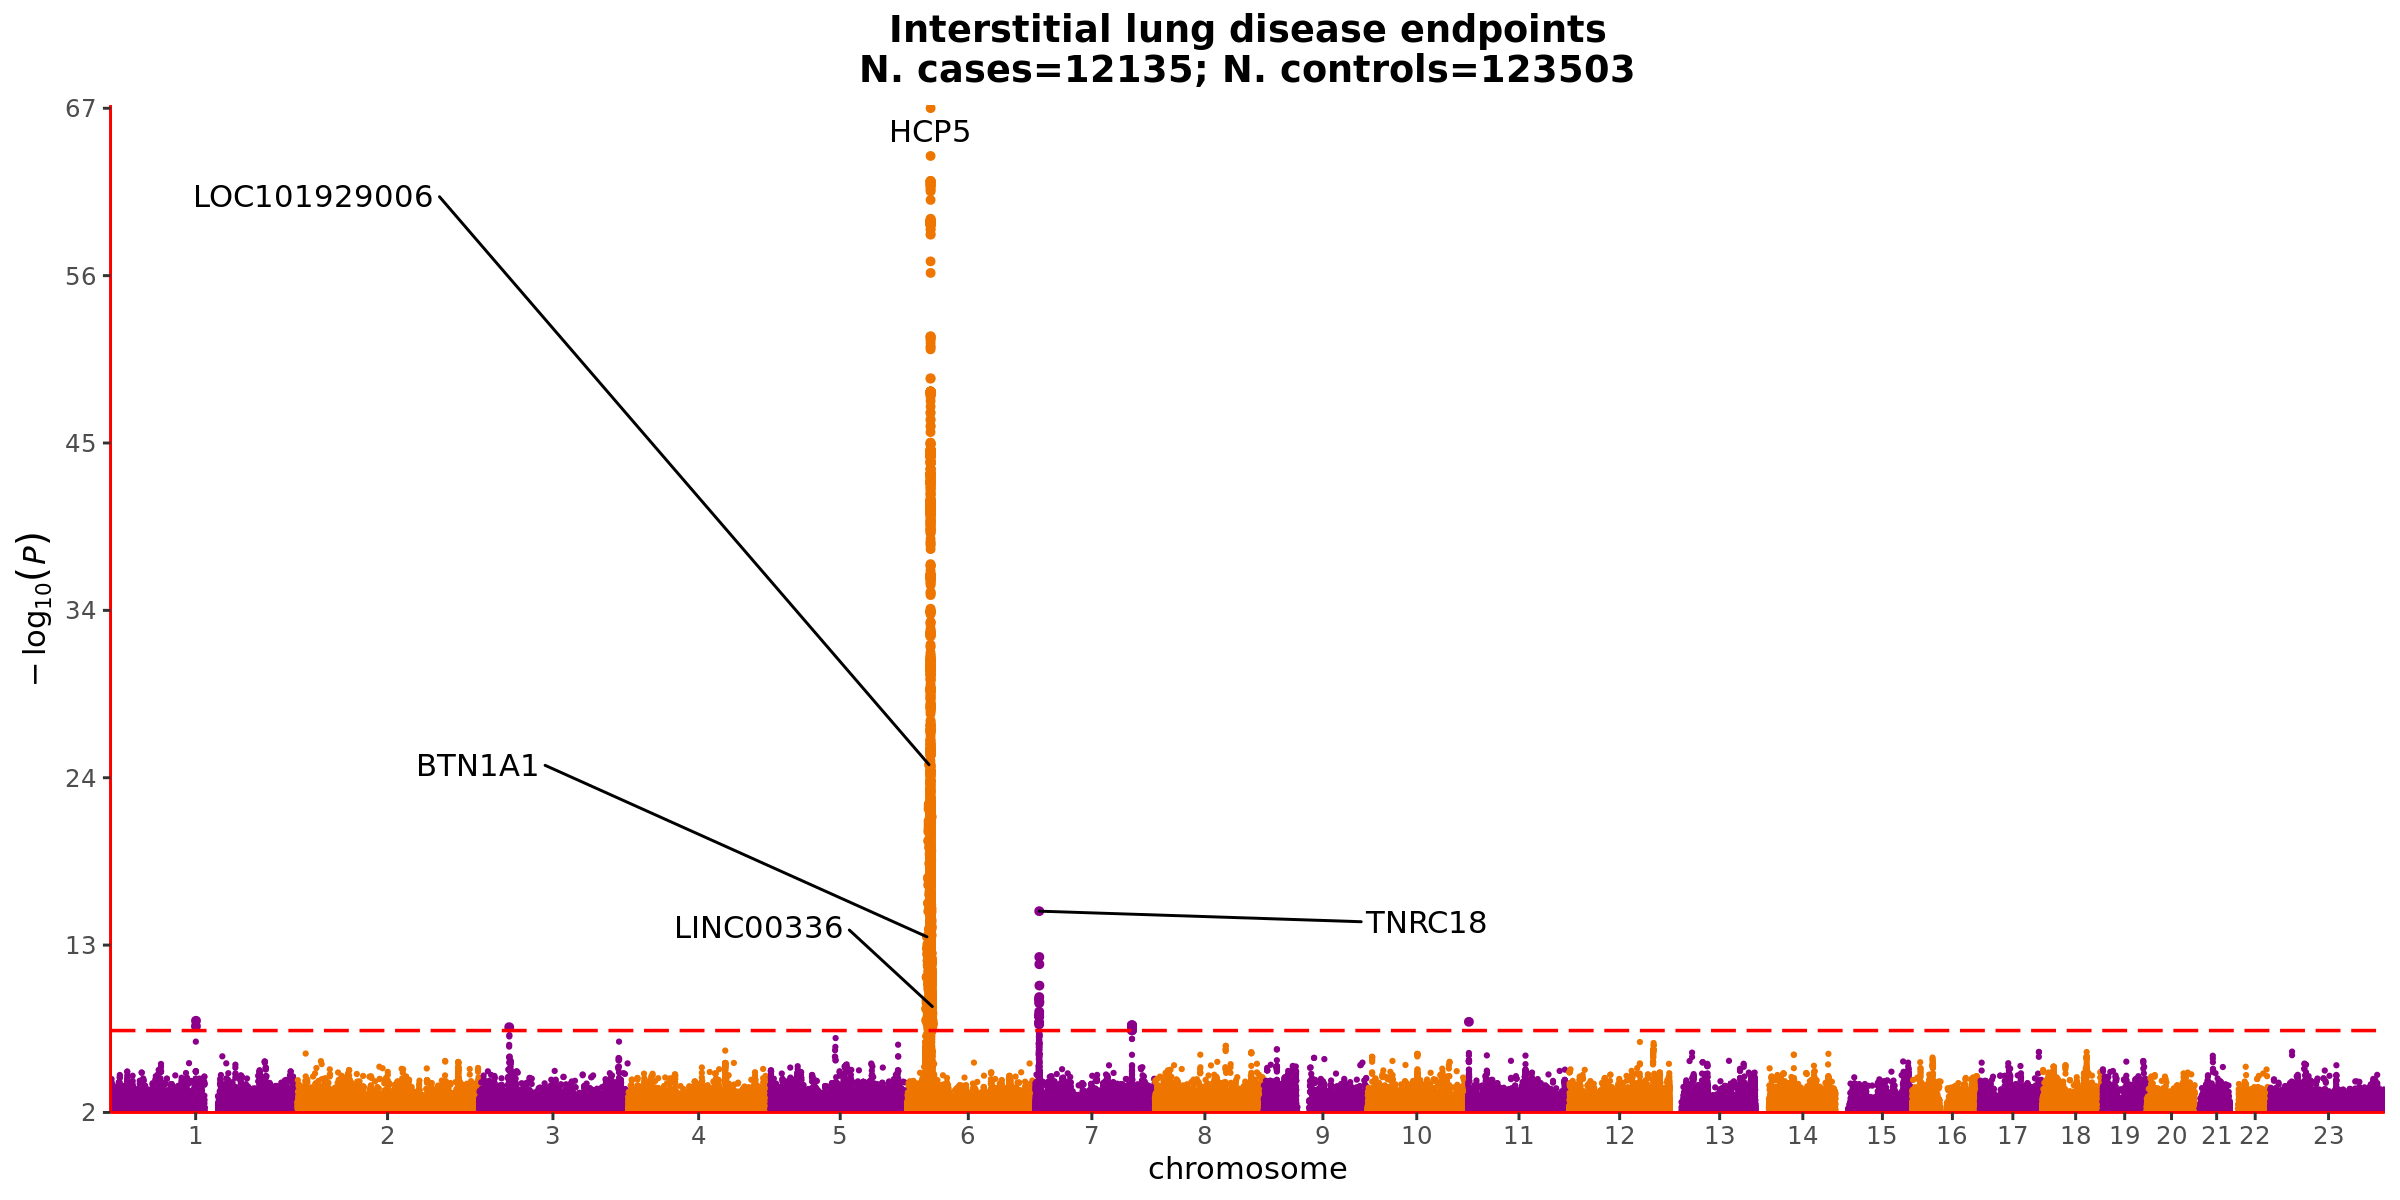 Interstitial lung disease endpoints
N. cases=12135; N. controls=123503
67
HCP5
LOC101929006
56
45
− log10(P)
34
BTN1A1
24
LINC00336
TNRC18
13
2
1 2 3 4 5 6 7 8 9 10 11 12 13 14 15 16 17 18 19 20 21 22 23
chromosome